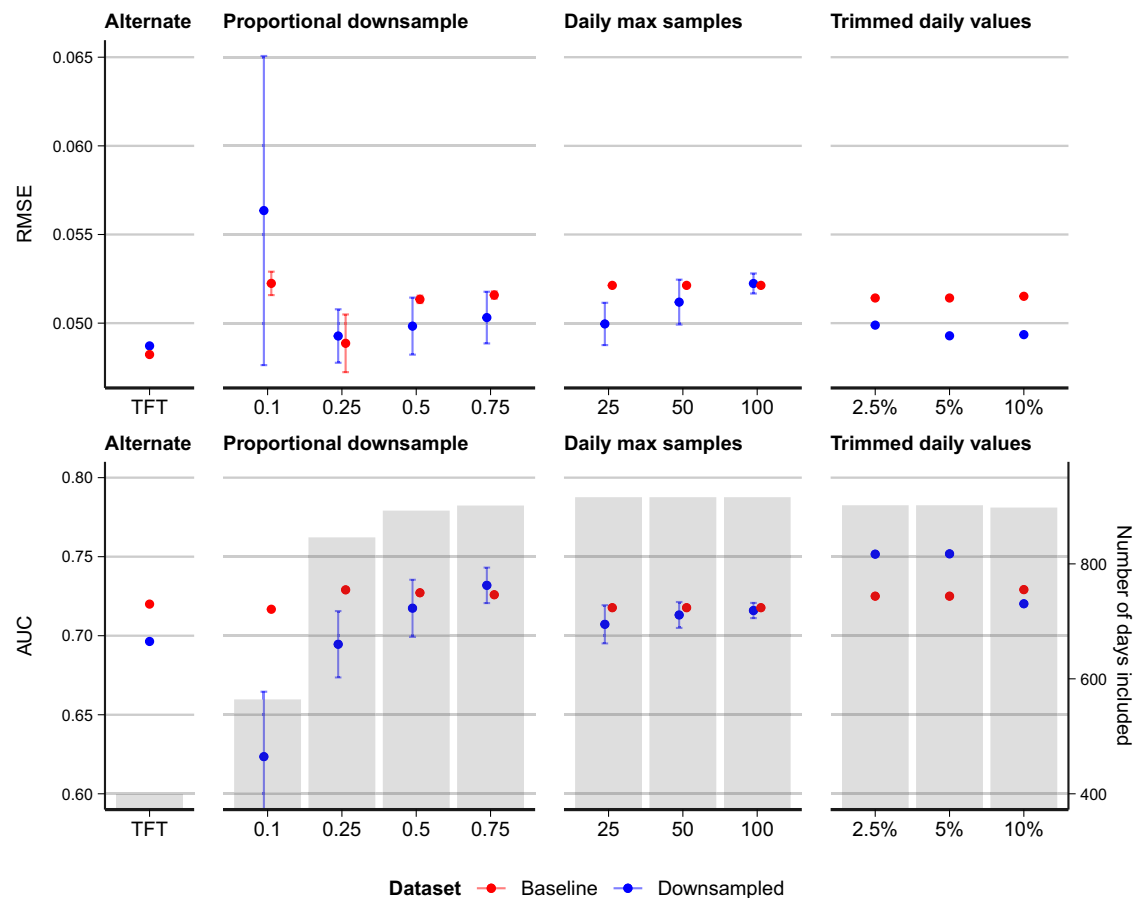 Alternate Proportional downsample Daily max samples Trimmed daily values
0.065
0.060
0.055
0.050
RMSE
TFT 0.1 0.25 0.5 0.75 25 50 100 2.5% 5% 10%
Alternate Proportional downsample Daily max samples Trimmed daily values
0.80
0.75
0.70
0.65
0.60
AUC
800
600
400
Number of days included
TFT 0.1 0.25 0.5 0.75 25 50 100 2.5% 5% 10%
Dataset Baseline Downsampled